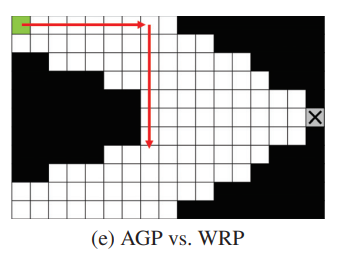 X
(e) AGP vs. WRP